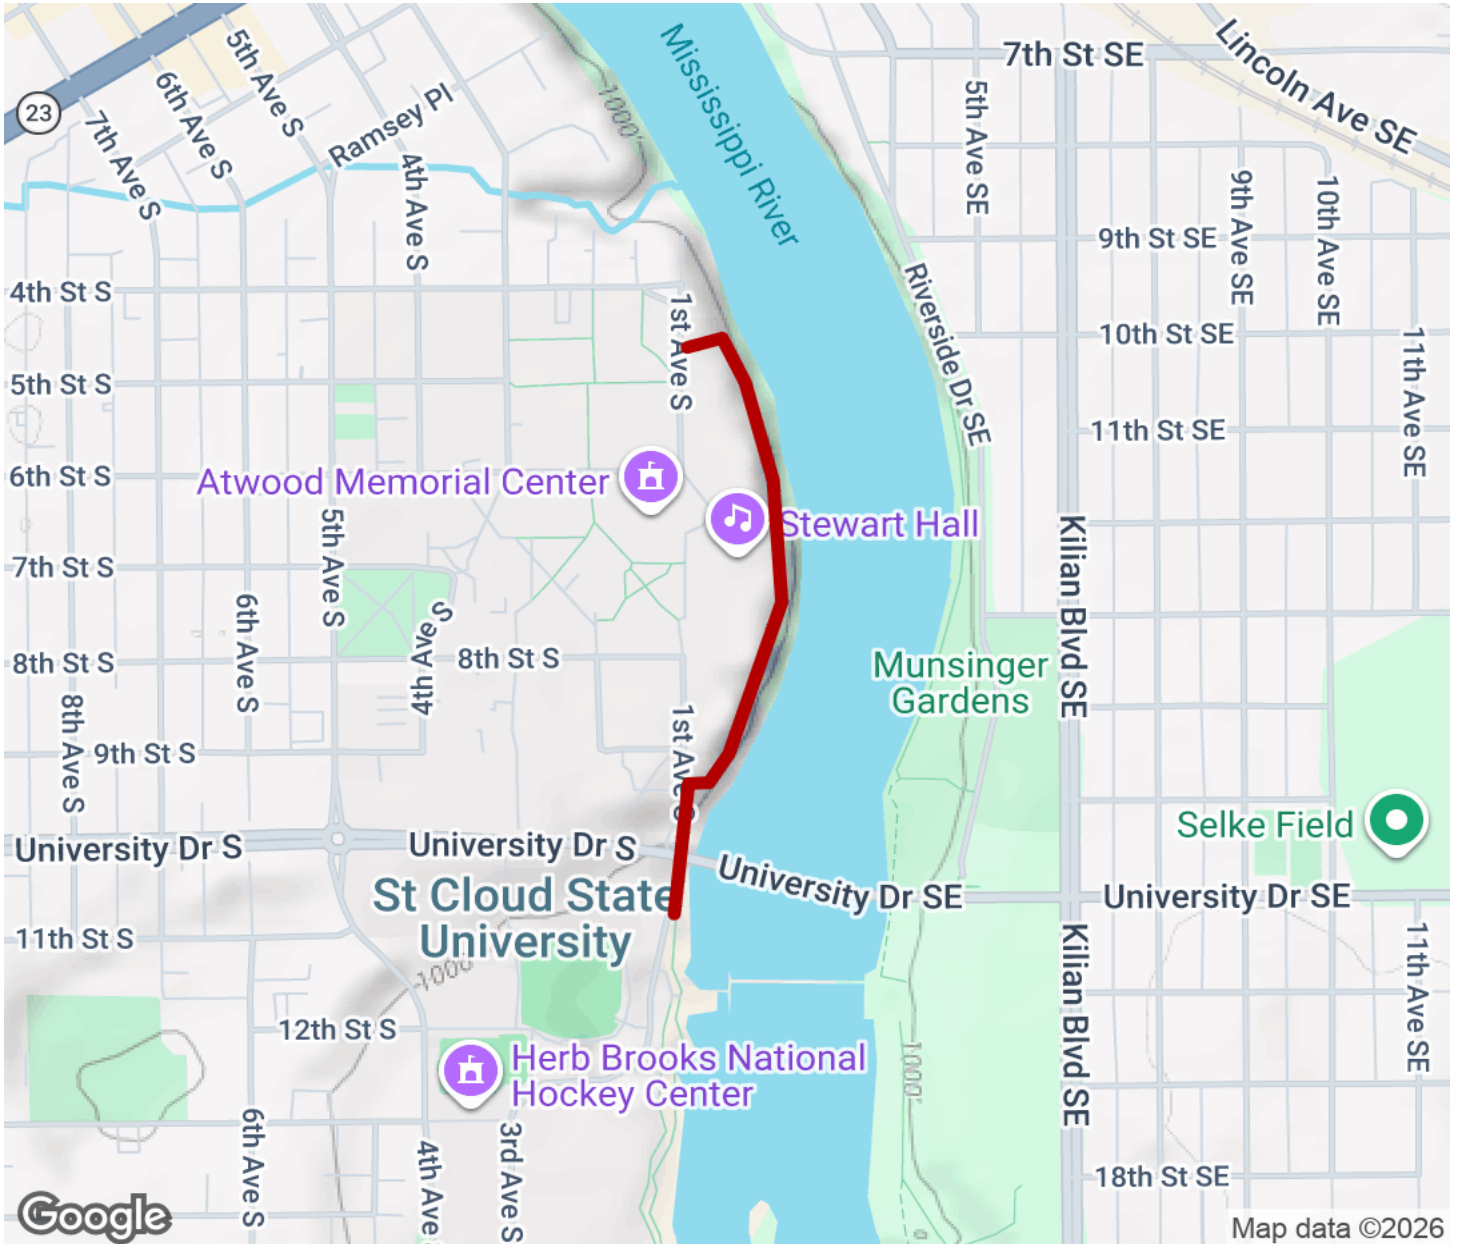 Mississippi River
7th St SE
Lincoln Ave SE
5th Ave S
6th Ave S
7th Ave S
23
Ramsey Pl
4th Ave S
1000'
5th Ave SE
9th St SE
9th Ave SE
10th Ave SE
4th St S
1st Ave S
Riverside Dr SE
10th St SE
11th Ave SE
5th St S
11th St SE
6th St S
Atwood Memorial Center
Stewart Hall
5th Ave S
Kilian Blvd SE
7th St S
6th Ave S
4th Ave S
8th St S
8th St S
Munsinger
Gardens
8th Ave S
9th St S
1st Ave S
Selke Field
University Dr S
University Dr S
University Dr SE
University Dr SE
St Cloud State
University
11th St S
1000'
11th Ave SE
Kilian Blvd SE
12th St S
Herb Brooks National
Hockey Center
1000'
6th Ave S
4th Ave
3rd Ave S
18th St SE
Google
Map data ©2026